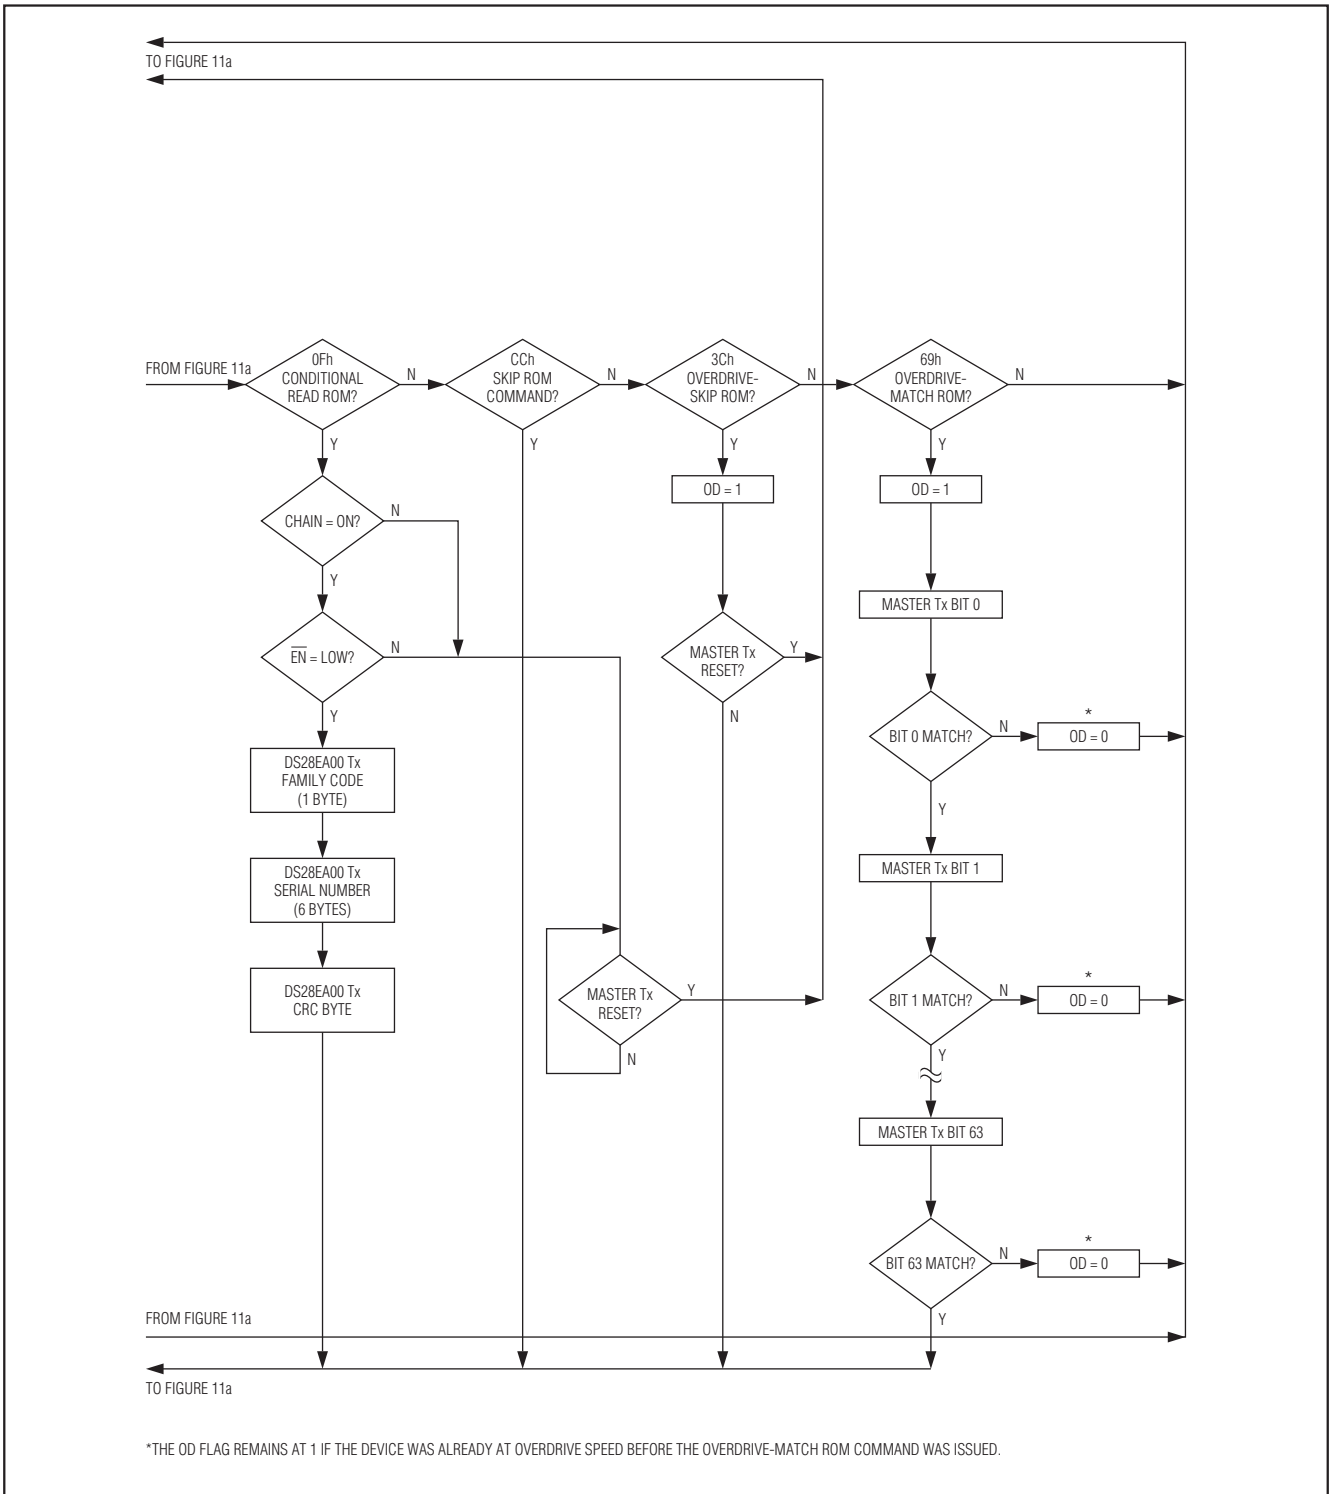 TO FIGURE 11a
FROM FIGURE 11a
0Fh
CONDITIONAL
READ ROM?
N
Y
CCh
SKIP ROM
COMMAND?
N
Y
3Ch
OVERDRIVE-
SKIP ROM?
N
Y
69h
OVERDRIVE-
MATCH ROM?
N
Y
CHAIN = ON?
N
Y
E̅N̅ = LOW?
N
Y
DS28EA00 Tx
FAMILY CODE
(1 BYTE)
DS28EA00 Tx
SERIAL NUMBER
(6 BYTES)
DS28EA00 Tx
CRC BYTE
MASTER Tx
RESET?
Y
N
OD = 1
MASTER Tx
RESET?
Y
N
OD = 1
MASTER Tx BIT 0
BIT 0 MATCH?
N
*
OD = 0
Y
MASTER Tx BIT 1
BIT 1 MATCH?
N
*
OD = 0
Y
MASTER Tx BIT 63
BIT 63 MATCH?
N
*
OD = 0
Y
FROM FIGURE 11a
TO FIGURE 11a
*THE OD FLAG REMAINS AT 1 IF THE DEVICE WAS ALREADY AT OVERDRIVE SPEED BEFORE THE OVERDRIVE-MATCH ROM COMMAND WAS ISSUED.